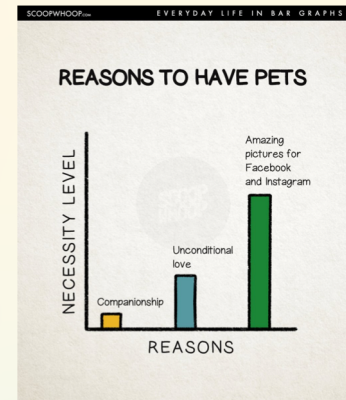 SCOOPWHOOP.COM
EVERYDAY LIFE IN BAR GRAPHS
REASONS TO HAVE PETS
NECESSITY LEVEL
Amazing
pictures for
Facebook
and Instagram
Unconditional
love
Companionship
REASONS